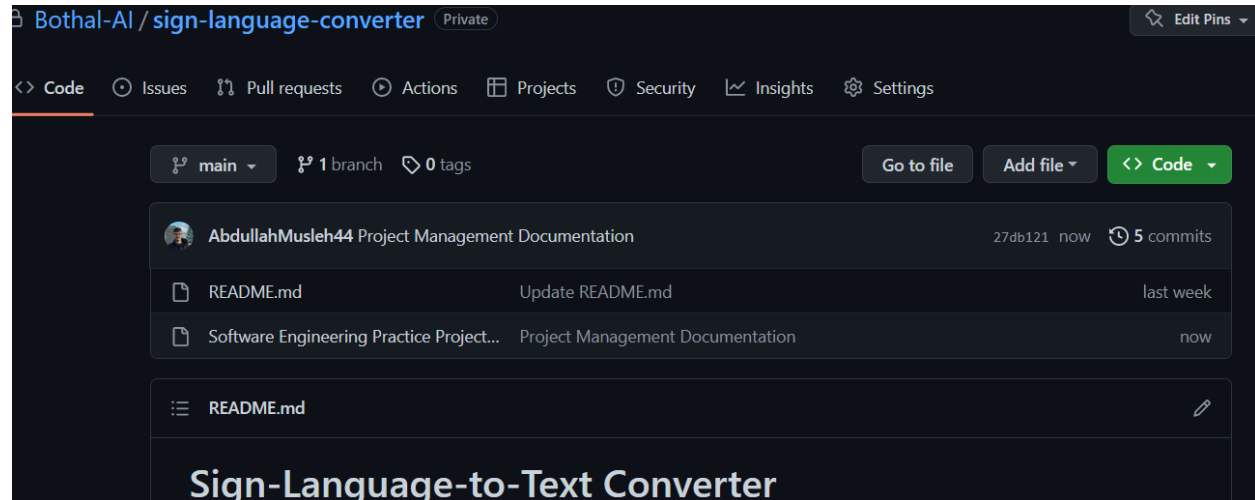 Bothal-AI / sign-language-converter Private Edit Pins
Code Issues Pull requests Actions Projects Security Insights Settings
main 1 branch 0 tags Go to file Add file Code
AbdullahMusleh44 Project Management Documentation 27db121 now 5 commits
README.md Update README.md last week
Software Engineering Practice Project... Project Management Documentation now
README.md
Sign-Language-to-Text Converter